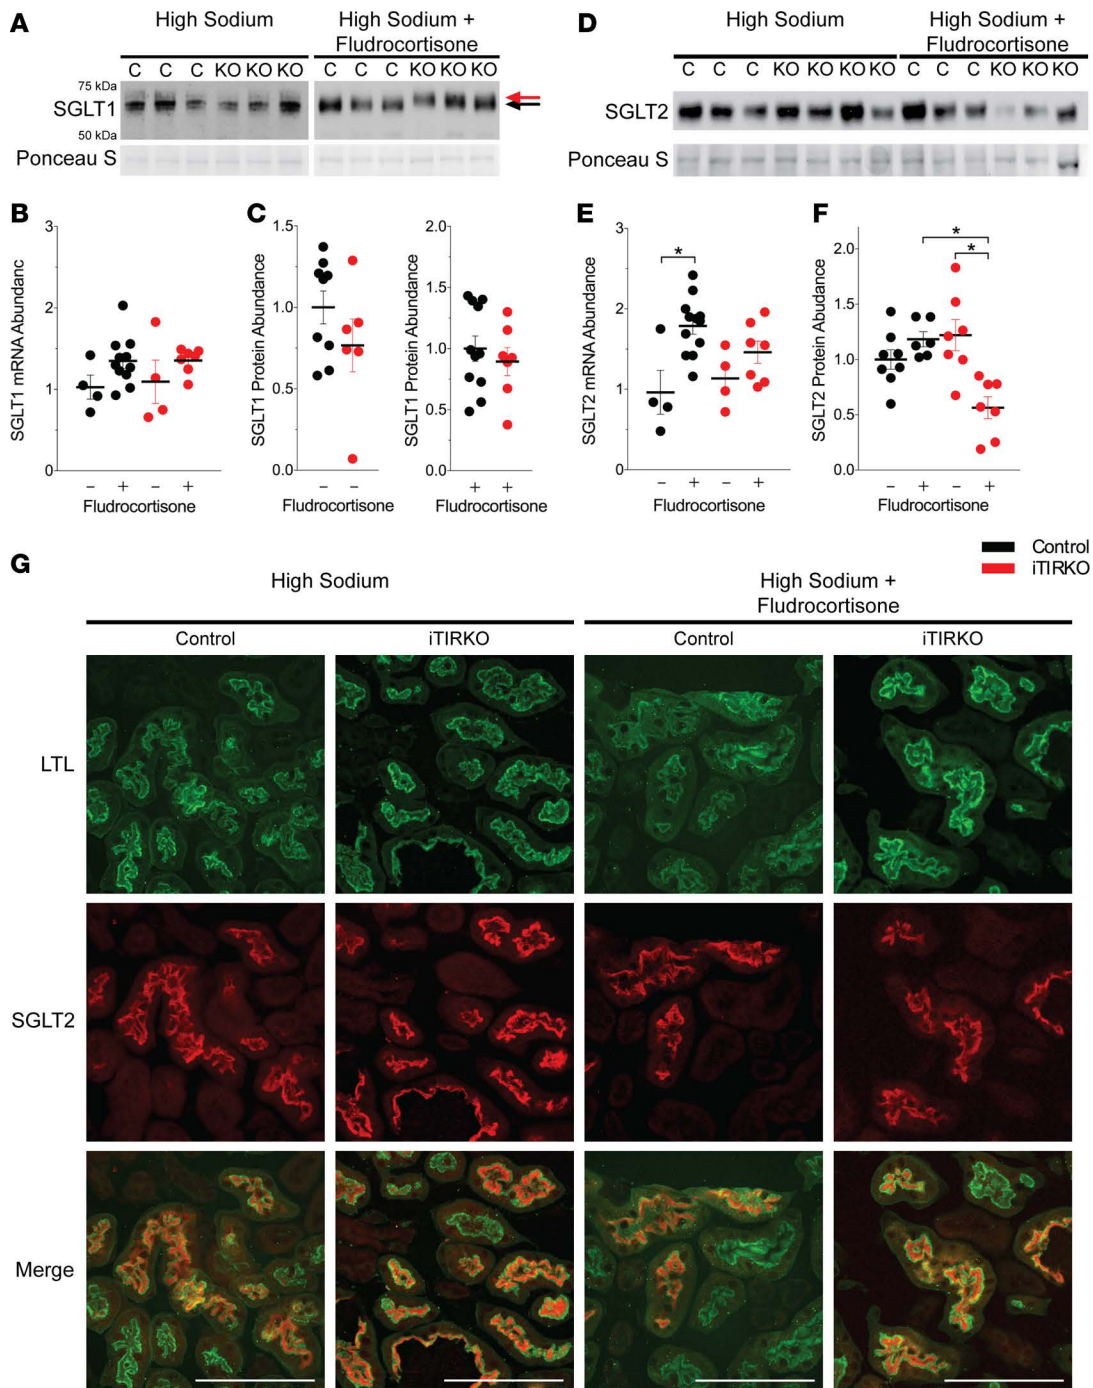 A
High Sodium
High Sodium +
Fludrocortisone
C C C KO KO KO C C C KO KO KO
75 kDa
SGLT1
50 kDa
Ponceau S
D
High Sodium
High Sodium +
Fludrocortisone
C C C KO KO KO KO C C C KO KO KO
SGLT2
Ponceau S
B
SGLT1 mRNA Abundanc
3
2
1
0
– + – +
Fludrocortisone
C
SGLT1 Protein Abundance
1.5
1.0
0.5
0.0
– –
Fludrocortisone
SGLT1 Protein Abundance
2.0
1.5
1.0
0.5
0.0
+ +
Fludrocortisone
E
SGLT2 mRNA Abundance
3
2
1
0
*
– + – +
Fludrocortisone
F
SGLT2 Protein Abudance
2.0
1.5
1.0
0.5
0.0
*
*
– + – +
Fludrocortisone
Control
iTIRKO
G
High Sodium
High Sodium +
Fludrocortisone
Control iTIRKO Control iTIRKO
LTL
SGLT2
Merge